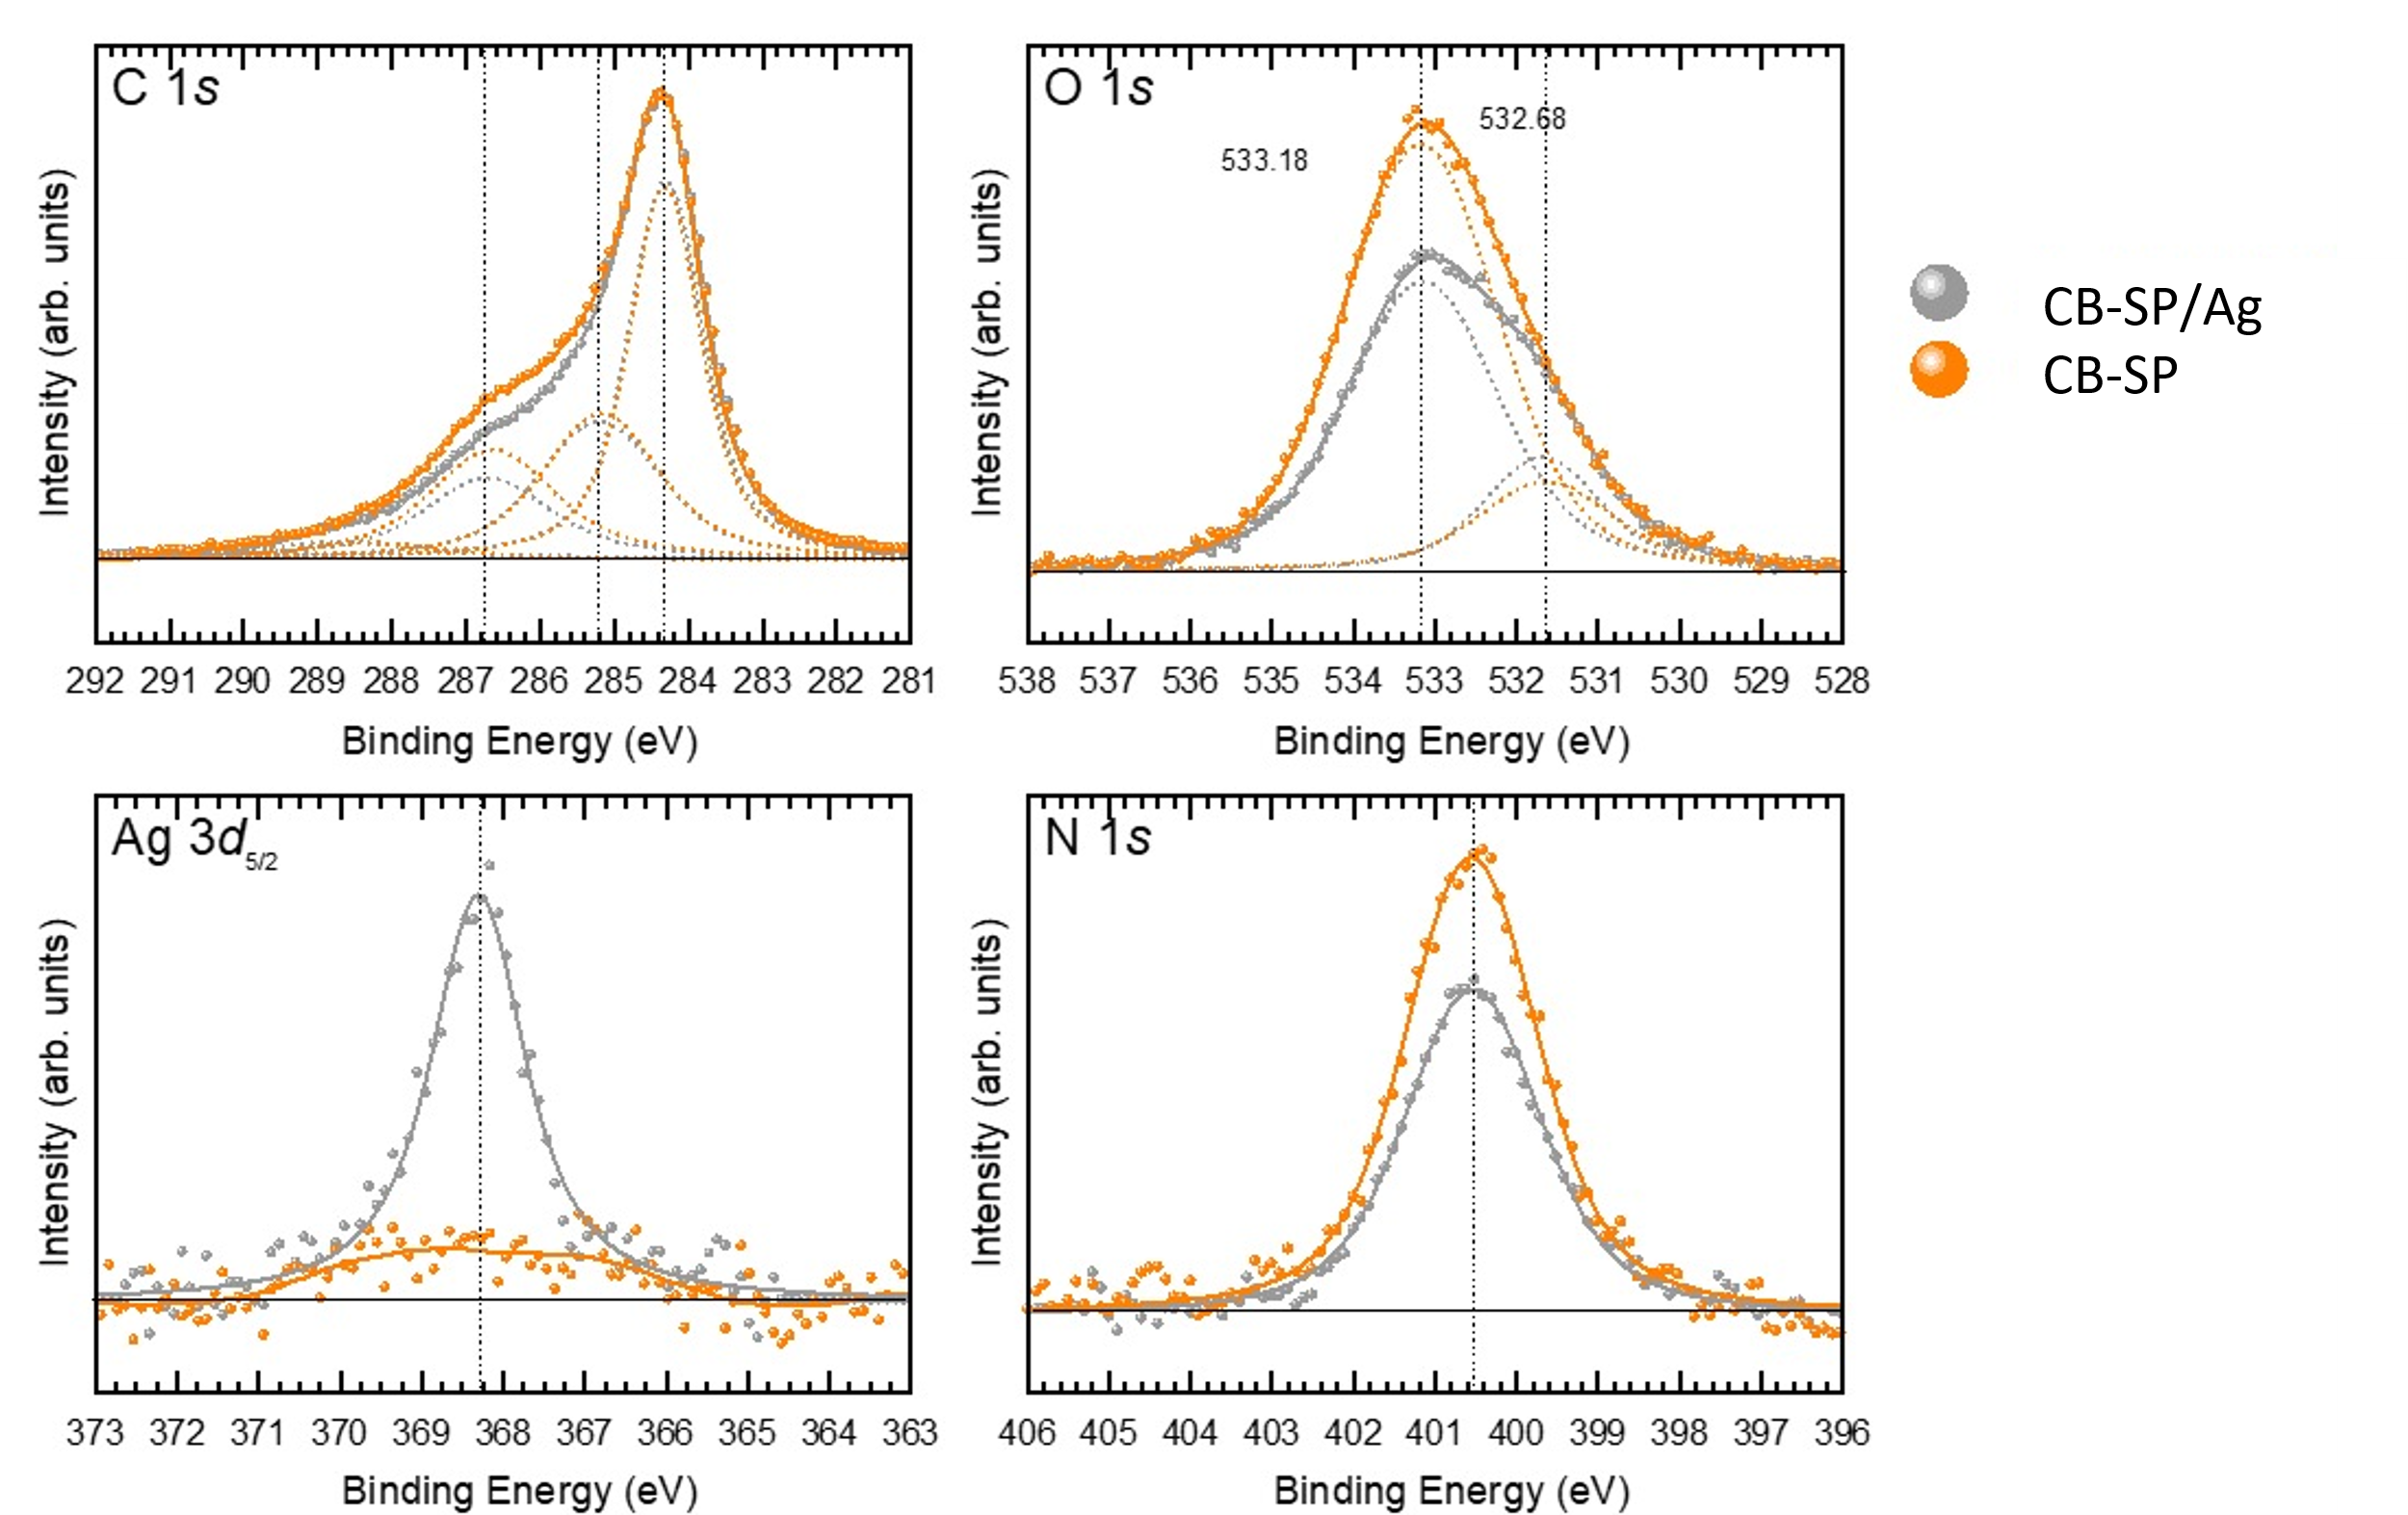 C 1s
Intensity (arb. units)
292 291 290 289 288 287 286 285 284 283 282 281
Binding Energy (eV)
O 1s
532.68
533.18
Intensity (arb. units)
538 537 536 535 534 533 532 531 530 529 528
Binding Energy (eV)
CB-SP/Ag
CB-SP
Ag 3d5/2
Intensity (arb. units)
373 372 371 370 369 368 367 366 365 364 363
Binding Energy (eV)
N 1s
Intensity (arb. units)
406 405 404 403 402 401 400 399 398 397 396
Binding Energy (eV)